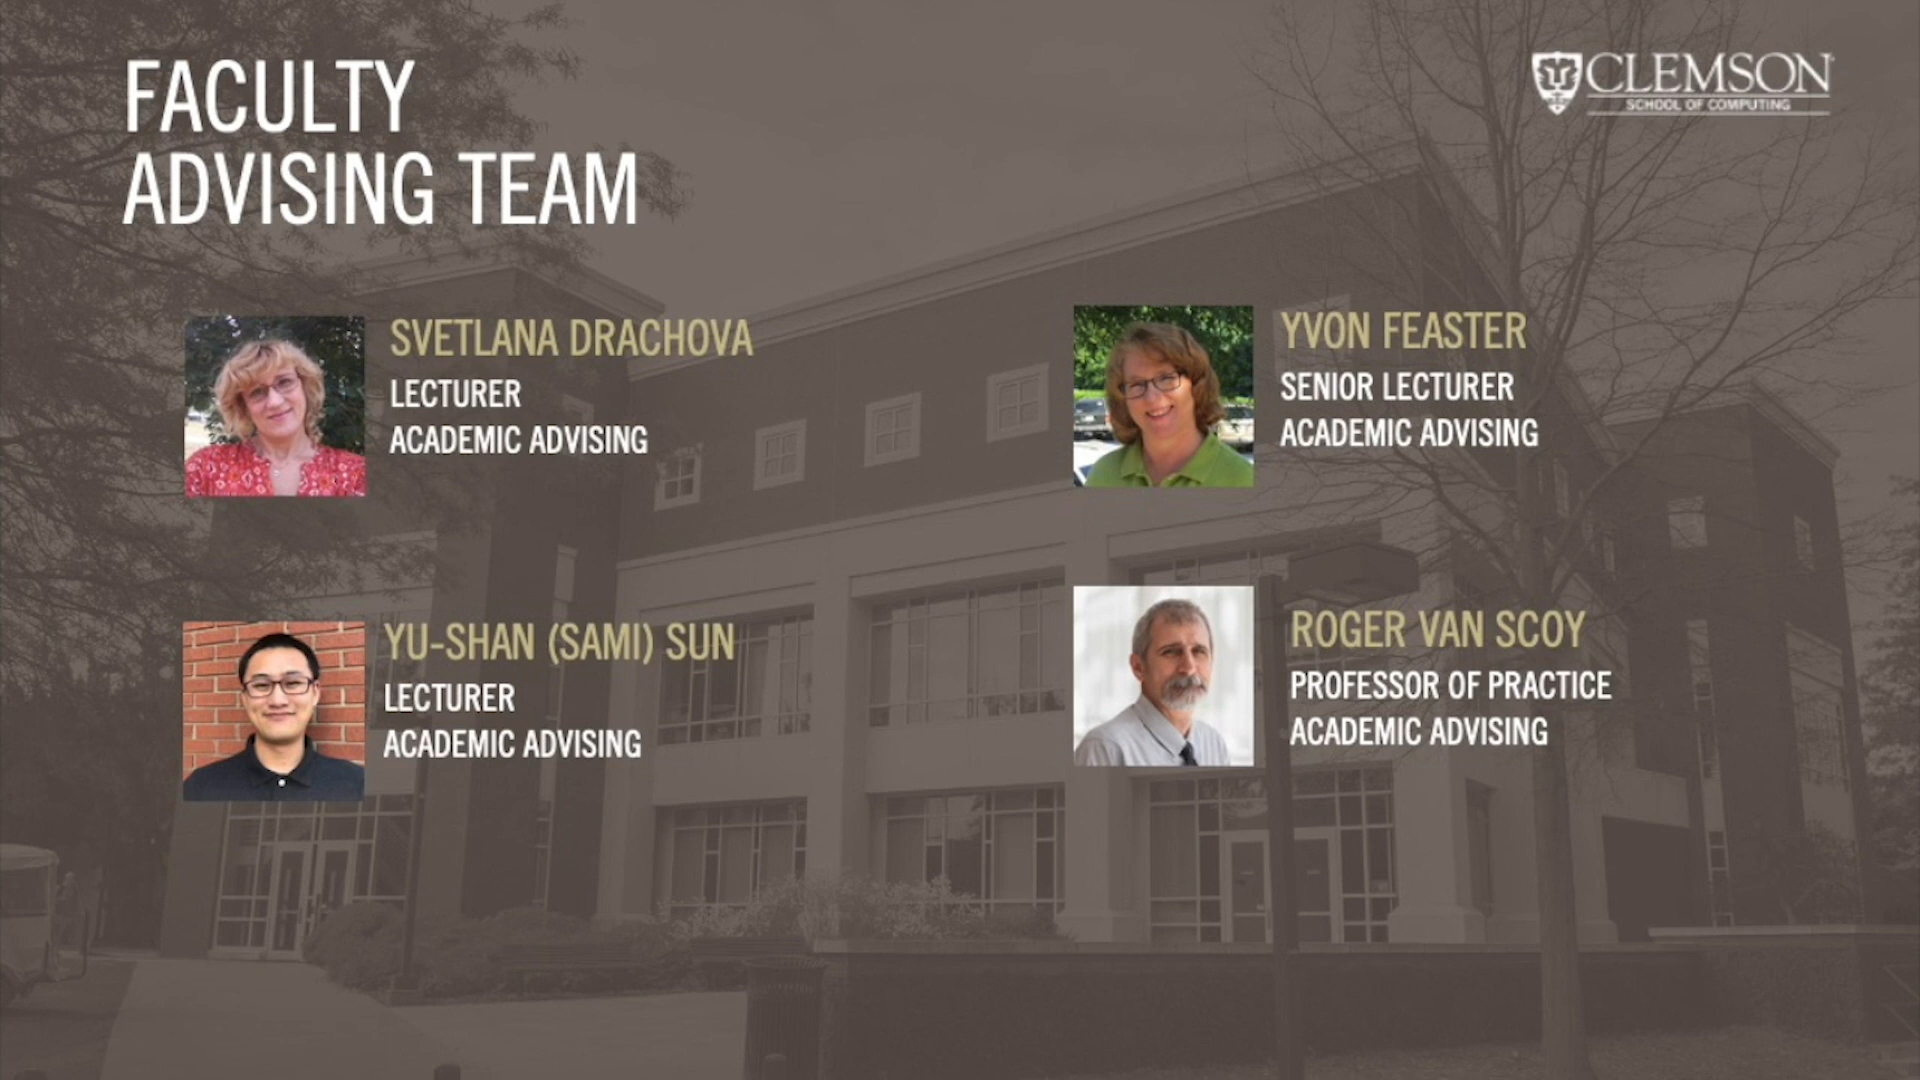 FACULTY
ADVISING TEAM
CLEMSON
SCHOOL OF COMPUTING
SVETLANA DRACHOVA
LECTURER
ACADEMIC ADVISING
YVON FEASTER
SENIOR LECTURER
ACADEMIC ADVISING
YU-SHAN (SAMI) SUN
LECTURER
ACADEMIC ADVISING
ROGER VAN SCOY
PROFESSOR OF PRACTICE
ACADEMIC ADVISING